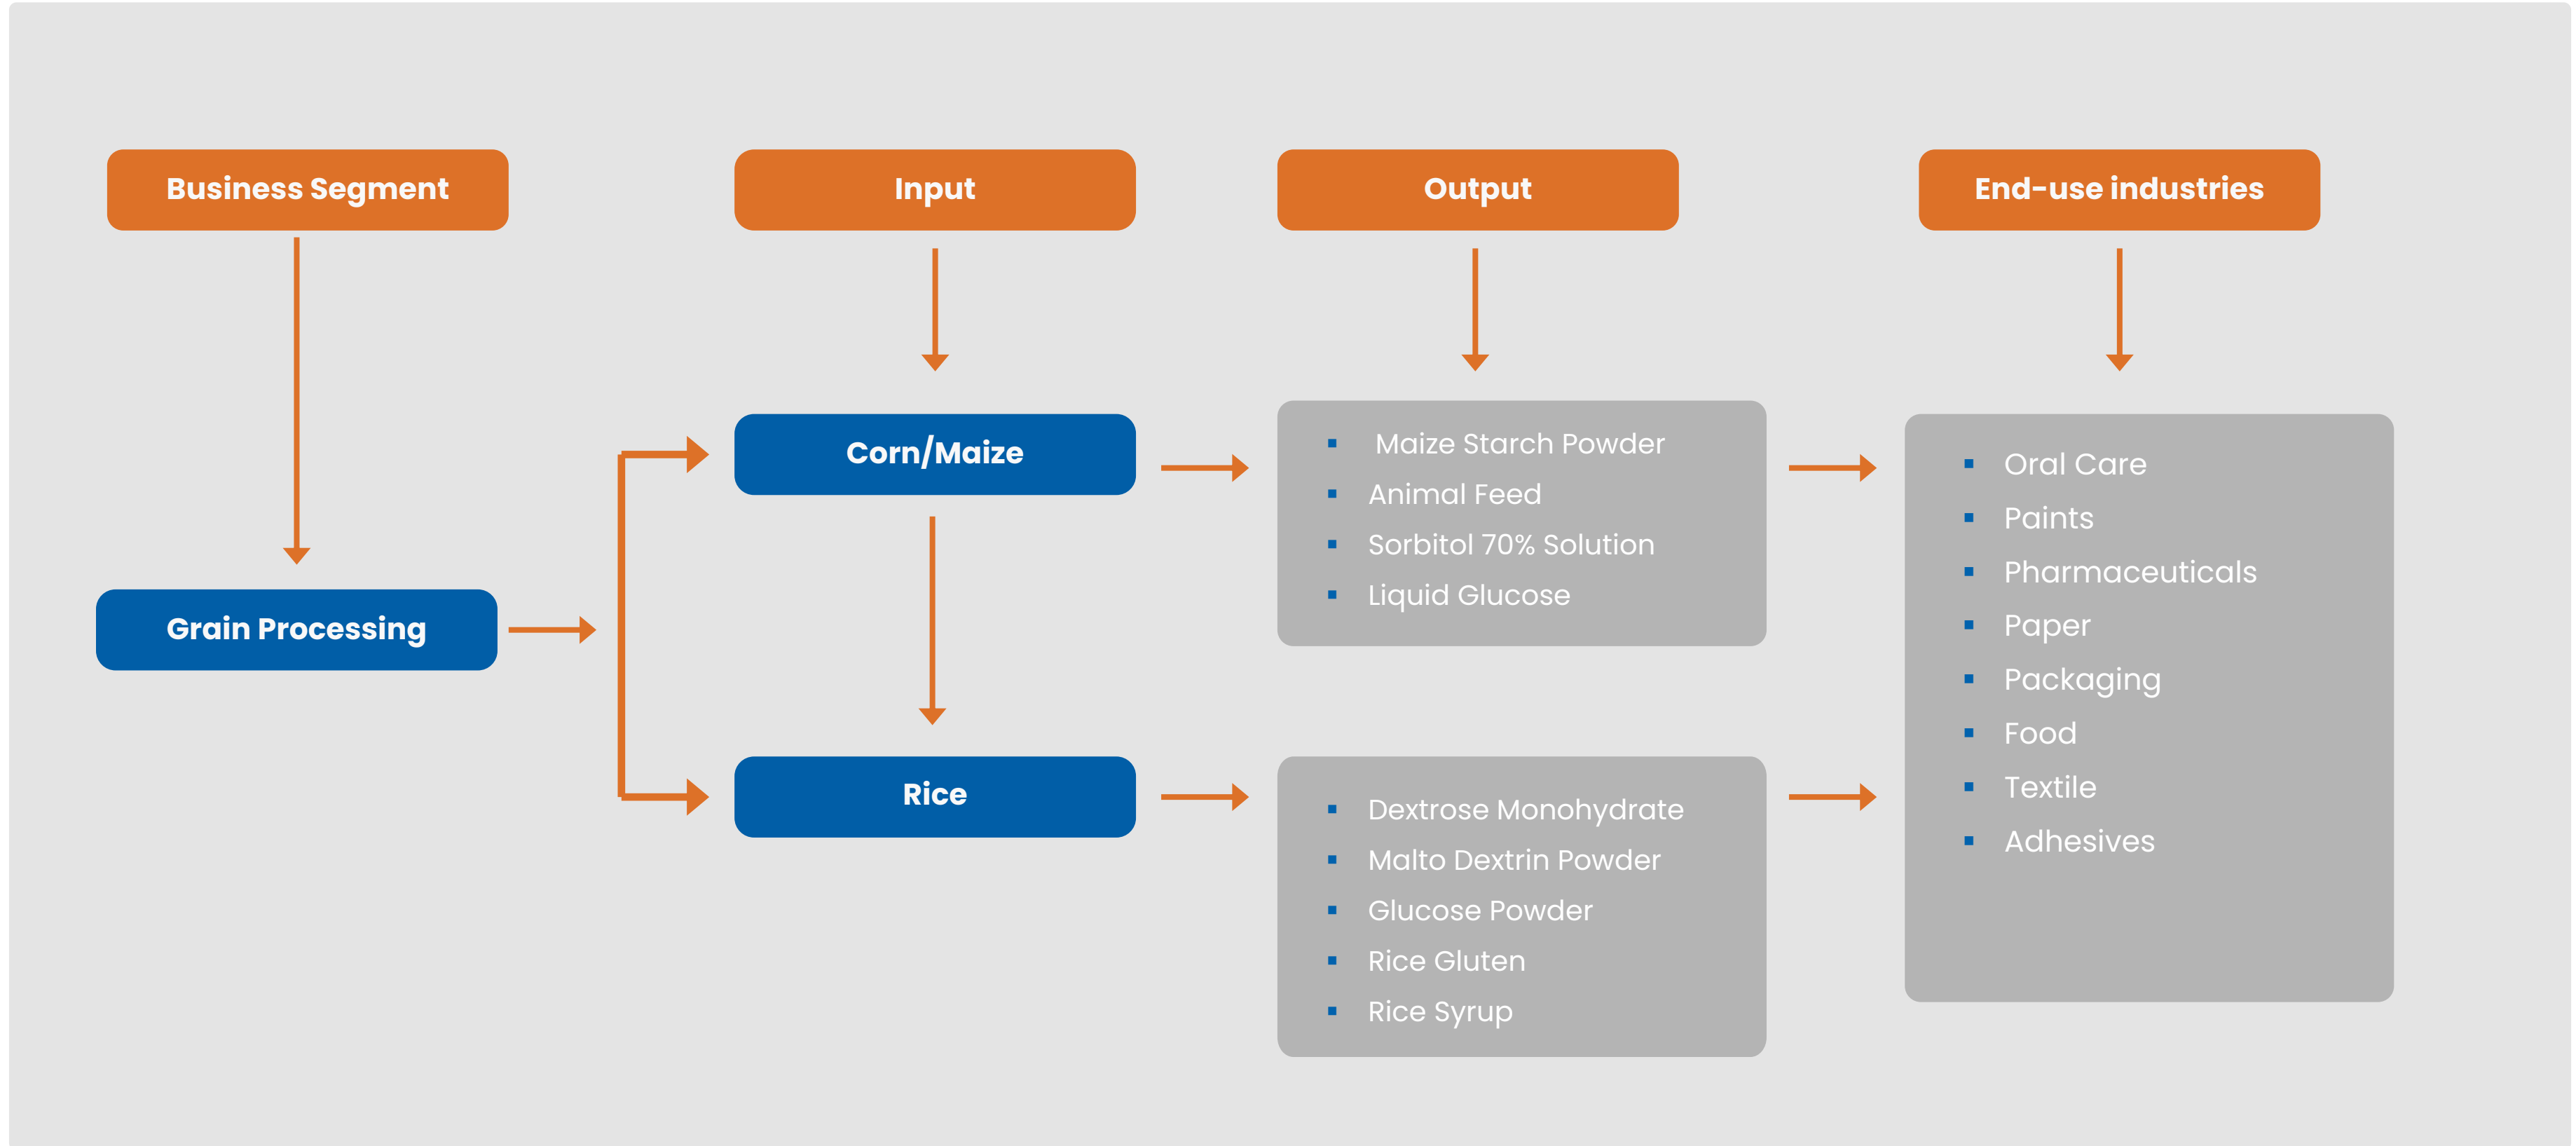 Business Segment
Input
Output
End-use industries
Grain Processing
Corn/Maize
Rice
Maize Starch Powder
Animal Feed
Sorbitol 70% Solution
Liquid Glucose
Dextrose Monohydrate
Malto Dextrin Powder
Glucose Powder
Rice Gluten
Rice Syrup
Oral Care
Paints
Pharmaceuticals
Paper
Packaging
Food
Textile
Adhesives